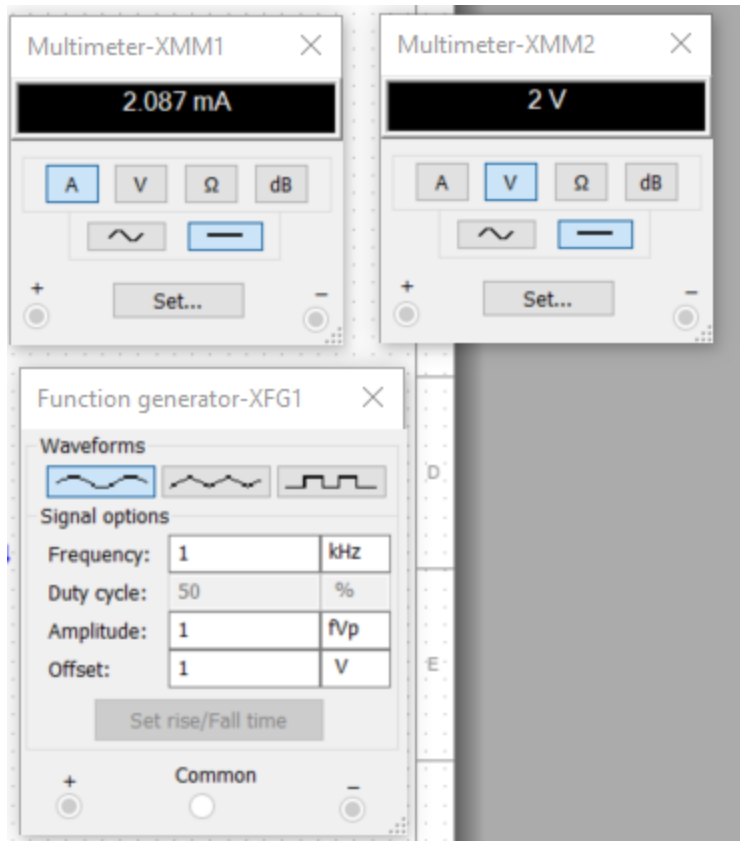 Multimeter-XMM1
2.087 mA
A V Ω dB
+ Set... –
Multimeter-XMM2
2 V
A V Ω dB
+ Set... –
Function generator-XFG1
Waveforms
Signal options
Frequency: 1 kHz
Duty cycle: 50 %
Amplitude: 1 fVp
Offset: 1 V
Set rise/Fall time
+ Common –
D
E